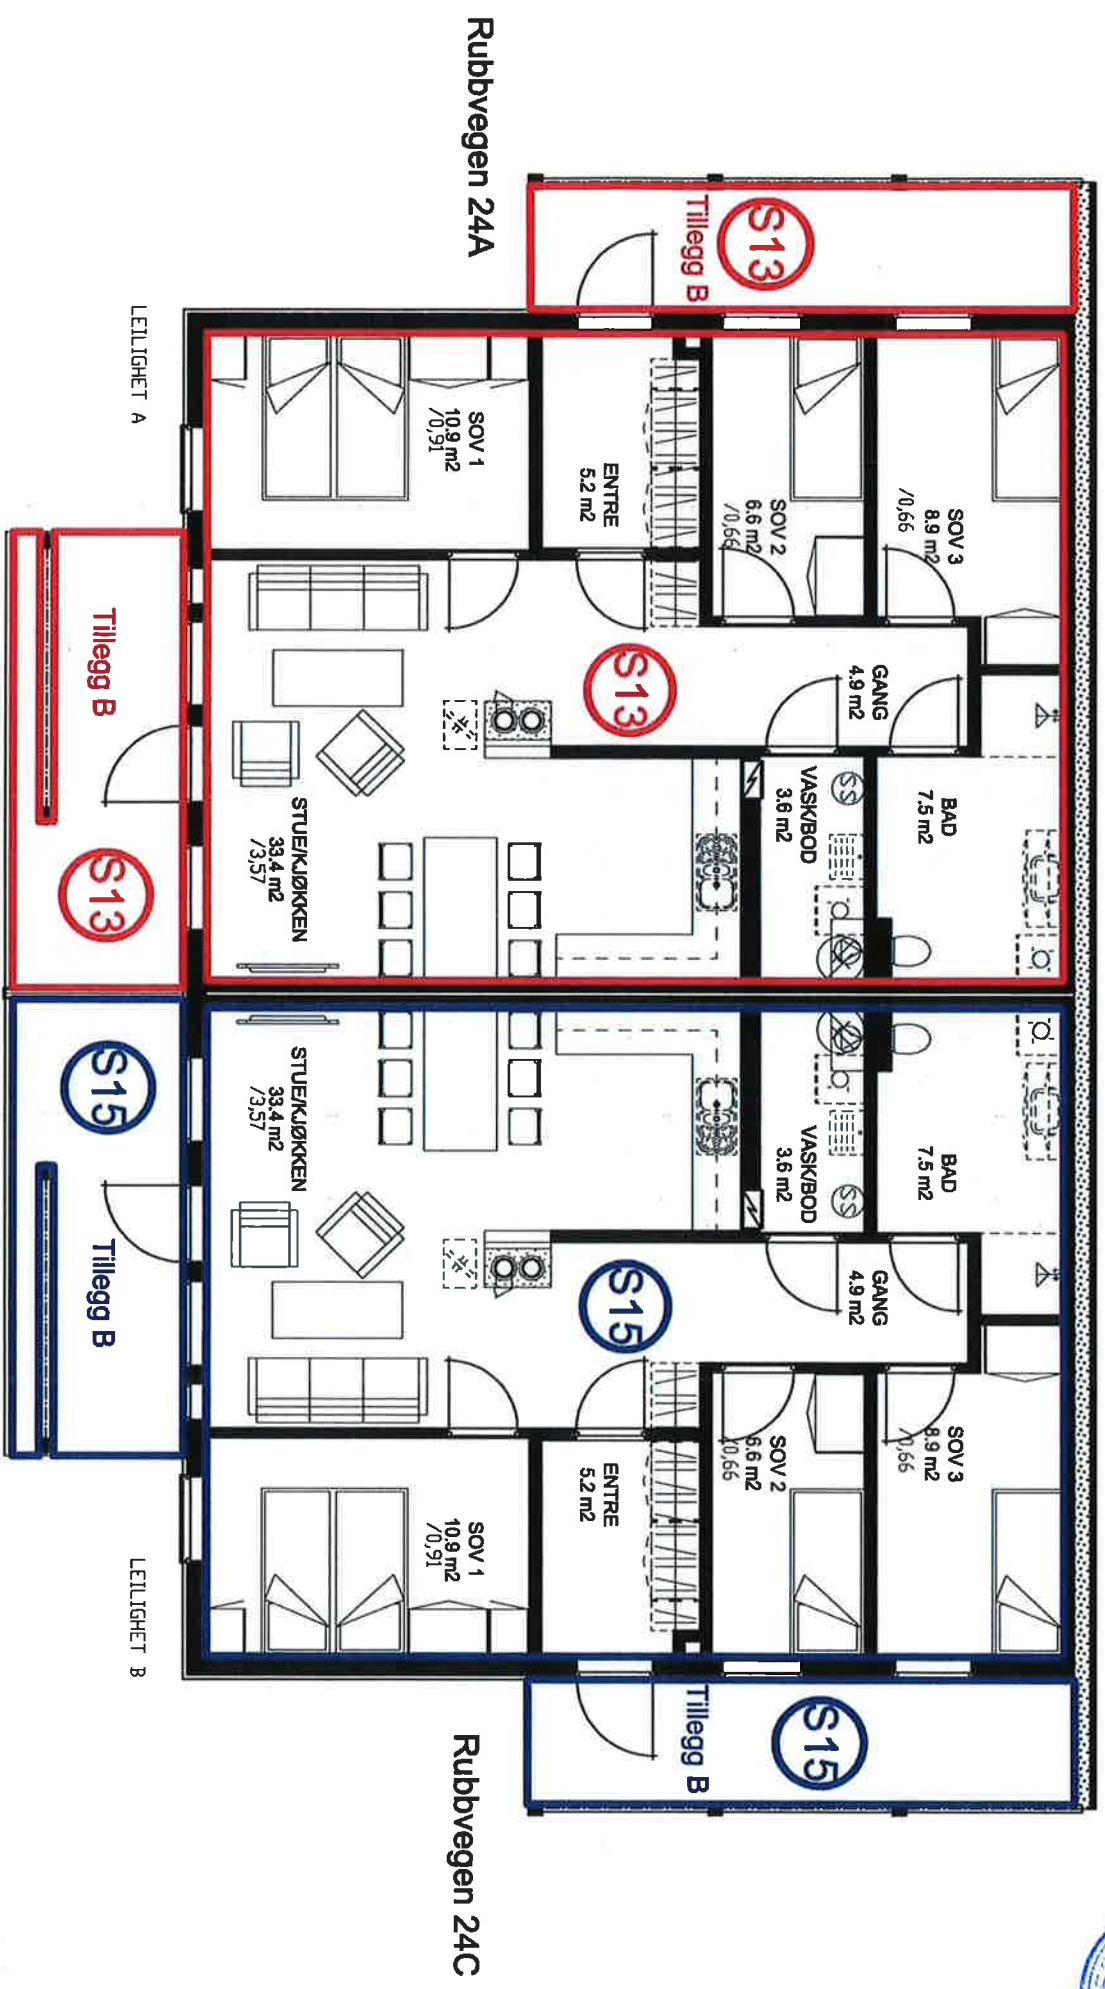 Rubbvegen 24A
S13
Tillegg B
LEILIGHET A
SOV 3
8.9 m2
/0,66
SOV 2
6.6 m2
/0,66
ENTRE
5.2 m2
SOV 1
10.9 m2
/0,91
GANG
4.9 m2
S13
BAD
7.5 m2
VASK/BOD
3.6 m2
SS
STUE/KJØKKEN
33.4 m2
/3,57
Tillegg B
S13
S15
Tillegg B
BAD
7.5 m2
VASK/BOD
3.6 m2
SS
STUE/KJØKKEN
33.4 m2
/3,57
GANG
4.9 m2
S15
SOV 3
8.9 m2
/0,66
SOV 2
6.6 m2
/0,66
ENTRE
5.2 m2
SOV 1
10.9 m2
/0,91
LEILIGHET B
S15
Tillegg B
Rubbvegen 24C